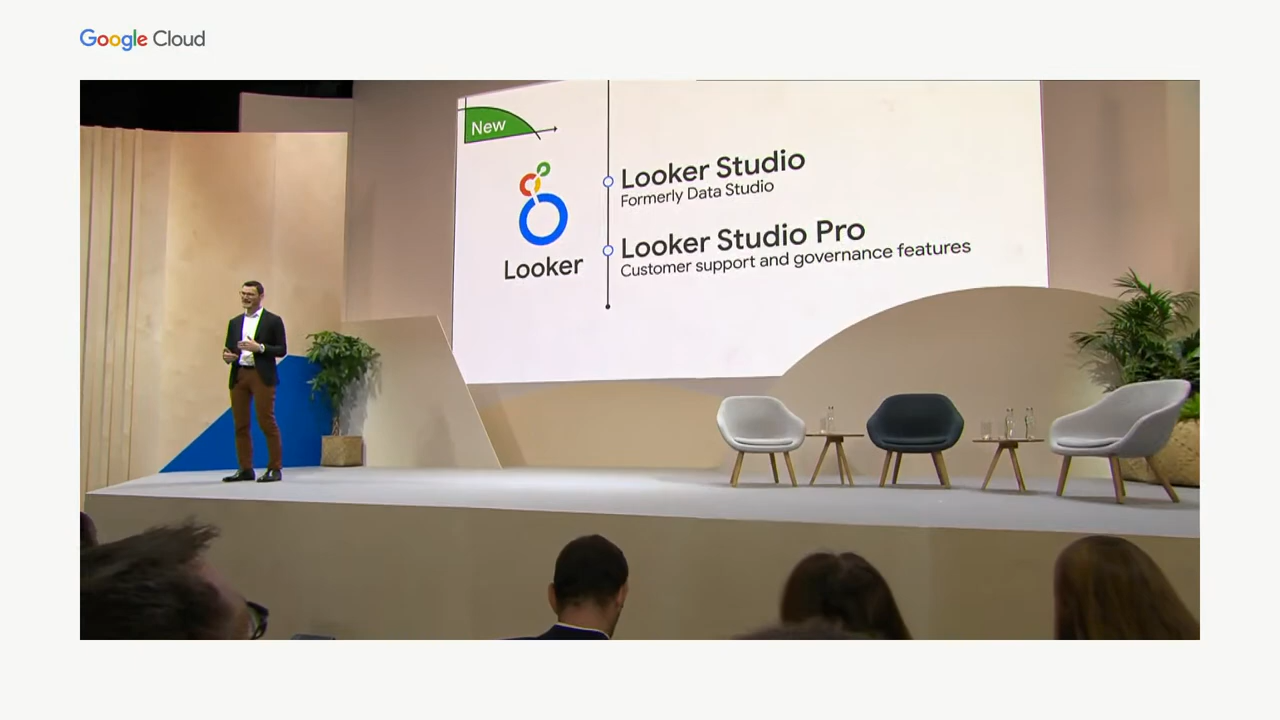 Google Cloud
New
Looker
Looker Studio
Formerly Data Studio
Looker Studio Pro
Customer support and governance features